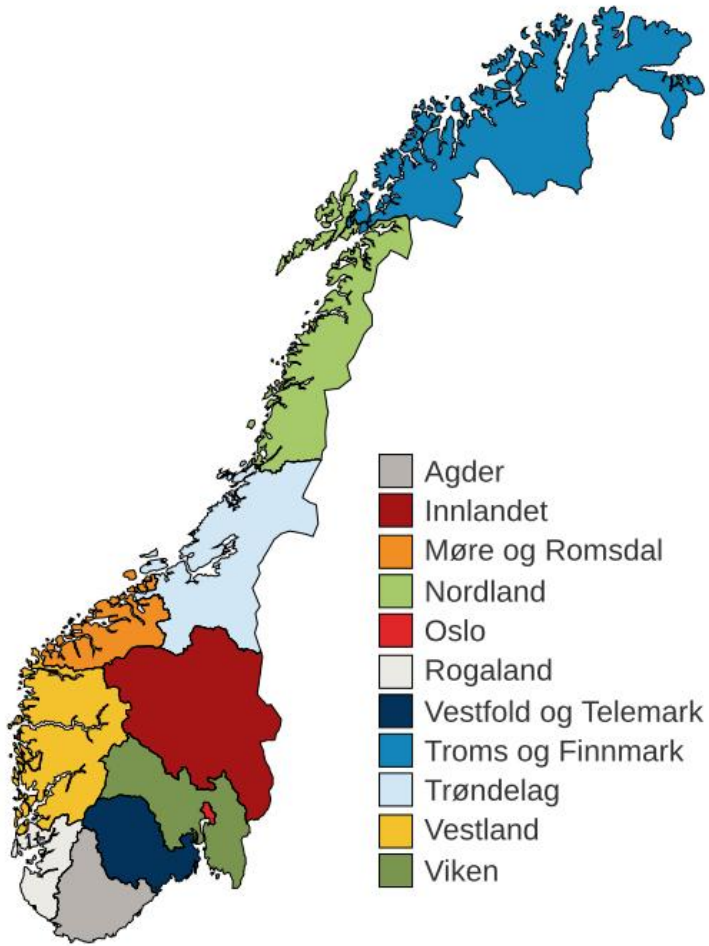 Agder
Innlandet
Møre og Romsdal
Nordland
Oslo
Rogaland
Vestfold og Telemark
Troms og Finnmark
Trøndelag
Vestland
Viken